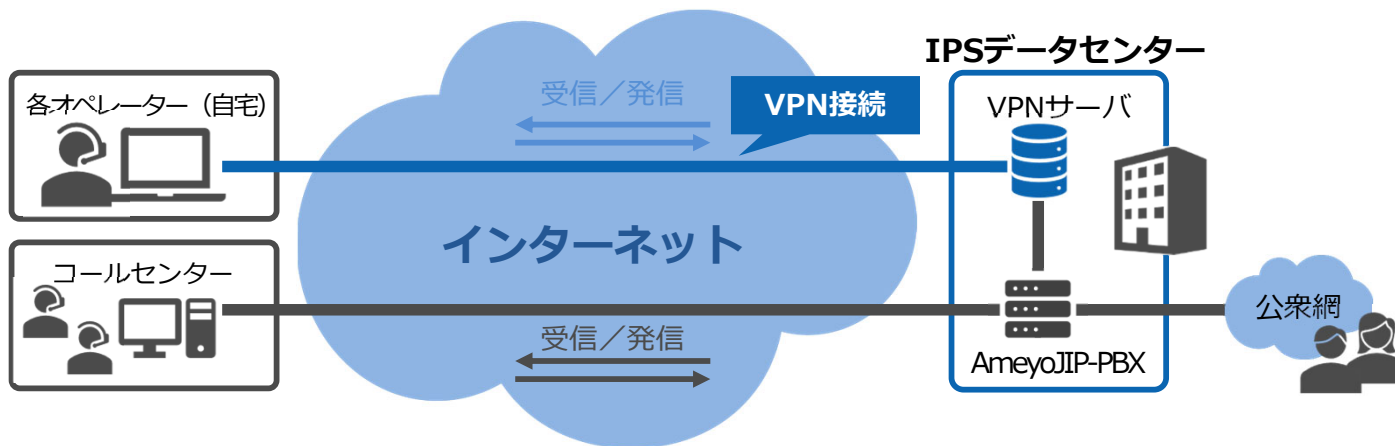 IPSデータセンター
各オペレーター（自宅）
受信／発信
VPN接続
VPNサーバ
インターネット
コールセンター
公衆網
受信／発信
AmeyoJIP-PBX